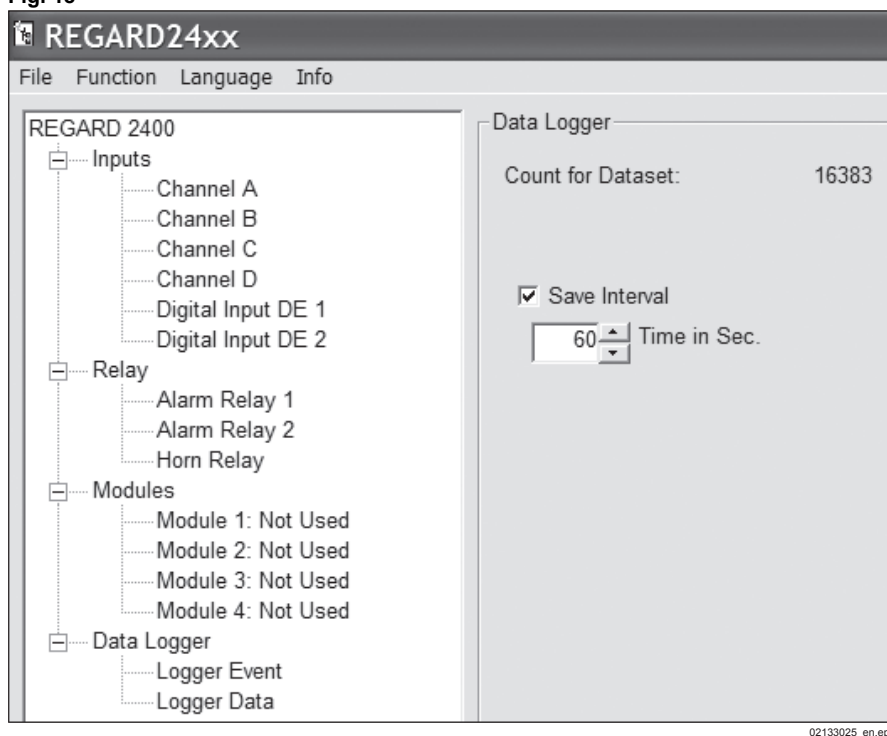 REGARD24xx
File Function Language Info
REGARD 2400
Inputs
Channel A
Channel B
Channel C
Channel D
Digital Input DE 1
Digital Input DE 2
Relay
Alarm Relay 1
Alarm Relay 2
Horn Relay
Modules
Module 1: Not Used
Module 2: Not Used
Module 3: Not Used
Module 4: Not Used
Data Logger
Logger Event
Logger Data
Data Logger
Count for Dataset: 16383
Save Interval
60 Time in Sec.